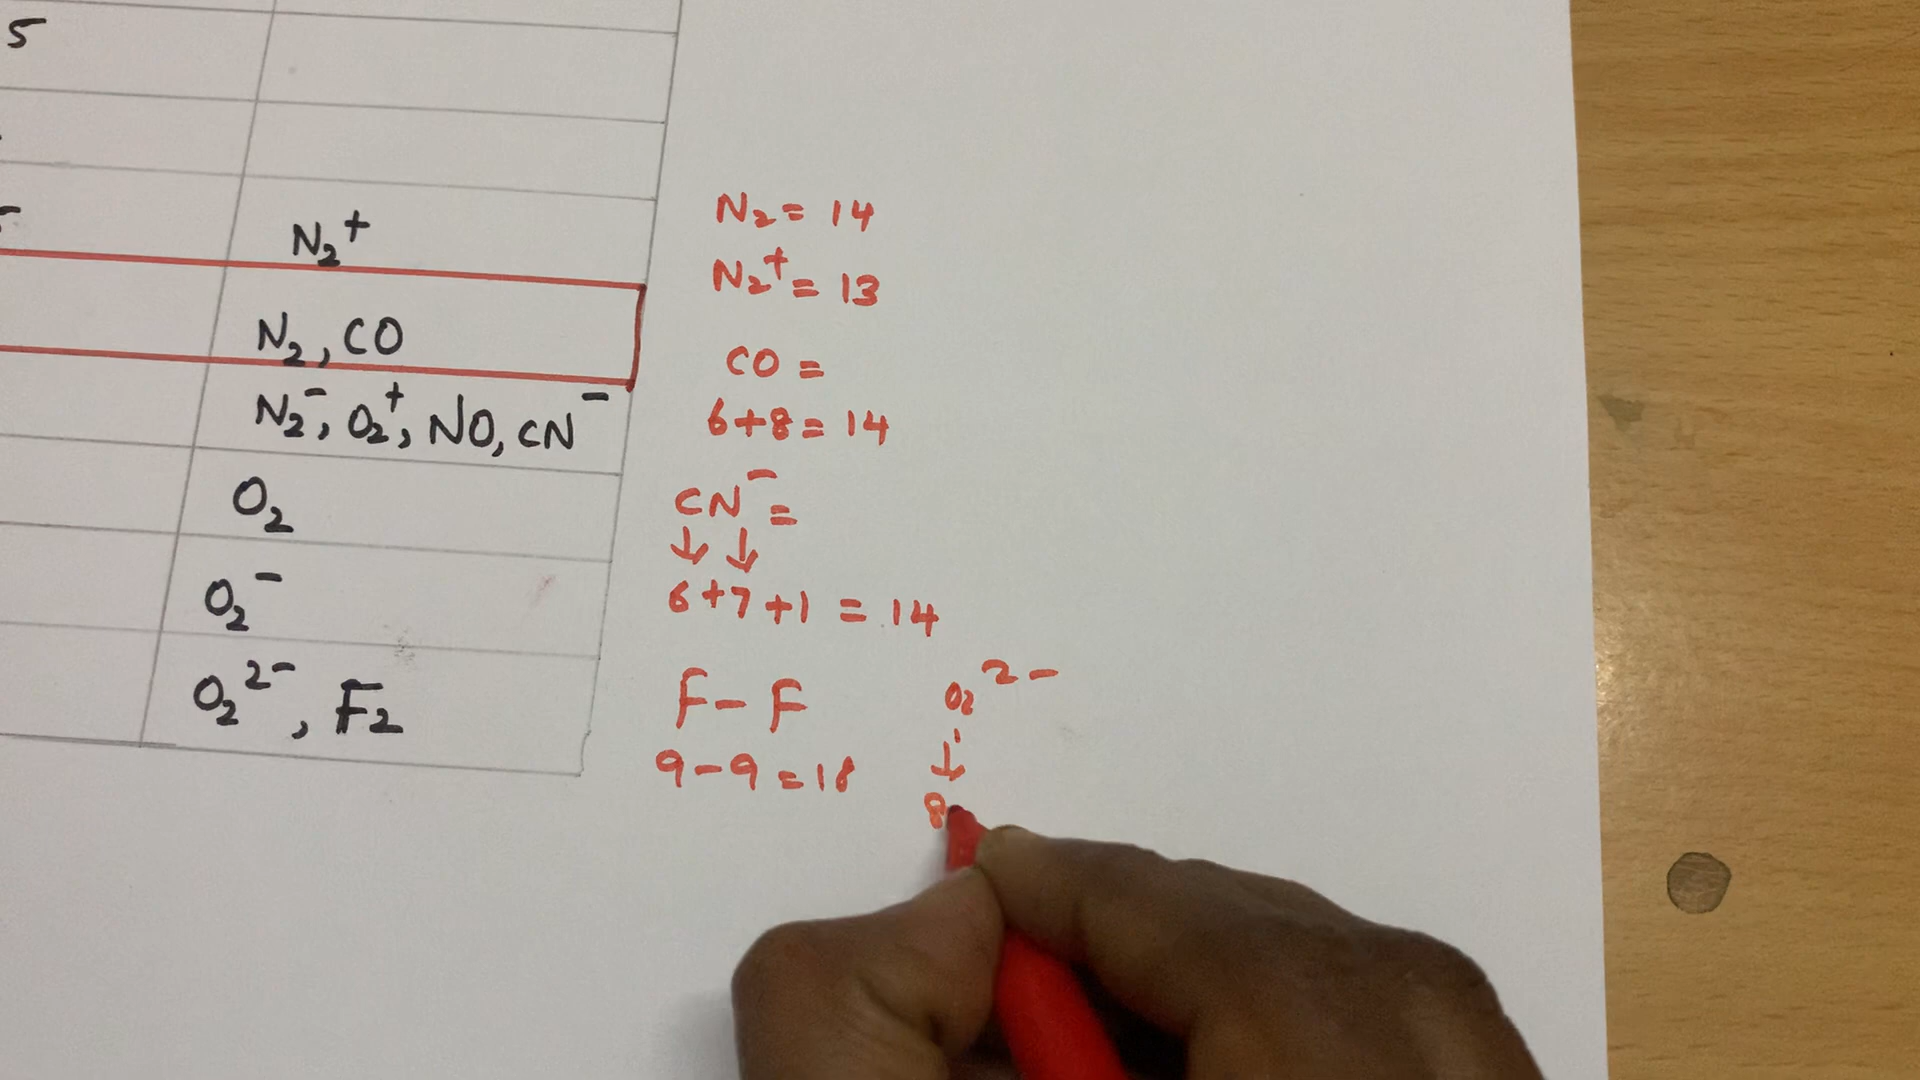 5
N₂⁺
N₂, CO
N₂⁻, O₂⁺, NO, CN⁻
O₂
O₂⁻
O₂²⁻, F₂
N₂ = 14
N₂⁺ = 13
CO =
6+8 = 14
CN⁻ =
↓ ↓
6+7+1 = 14
F-F
9-9=18
O₂²⁻
↓
8